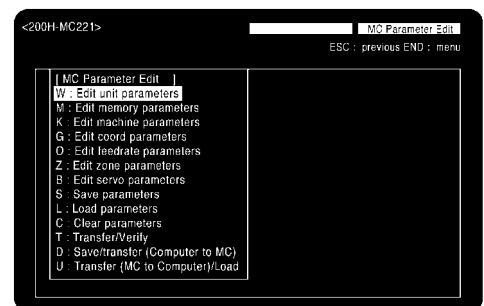 <200H-MC221>
MC Parameter Edit
ESC : previous END : menu
[ MC Parameter Edit ]
W : Edit unit parameters
M : Edit memory parameters
K : Edit machine parameters
G : Edit coord parameters
O : Edit feedrate parameters
Z : Edit zone parameters
B : Edit servo parameters
S : Save parameters
L : Load parameters
C : Clear parameters
T : Transfer/Verify
D : Save/transfer (Computer to MC)
U : Transfer (MC to Computer)/Load